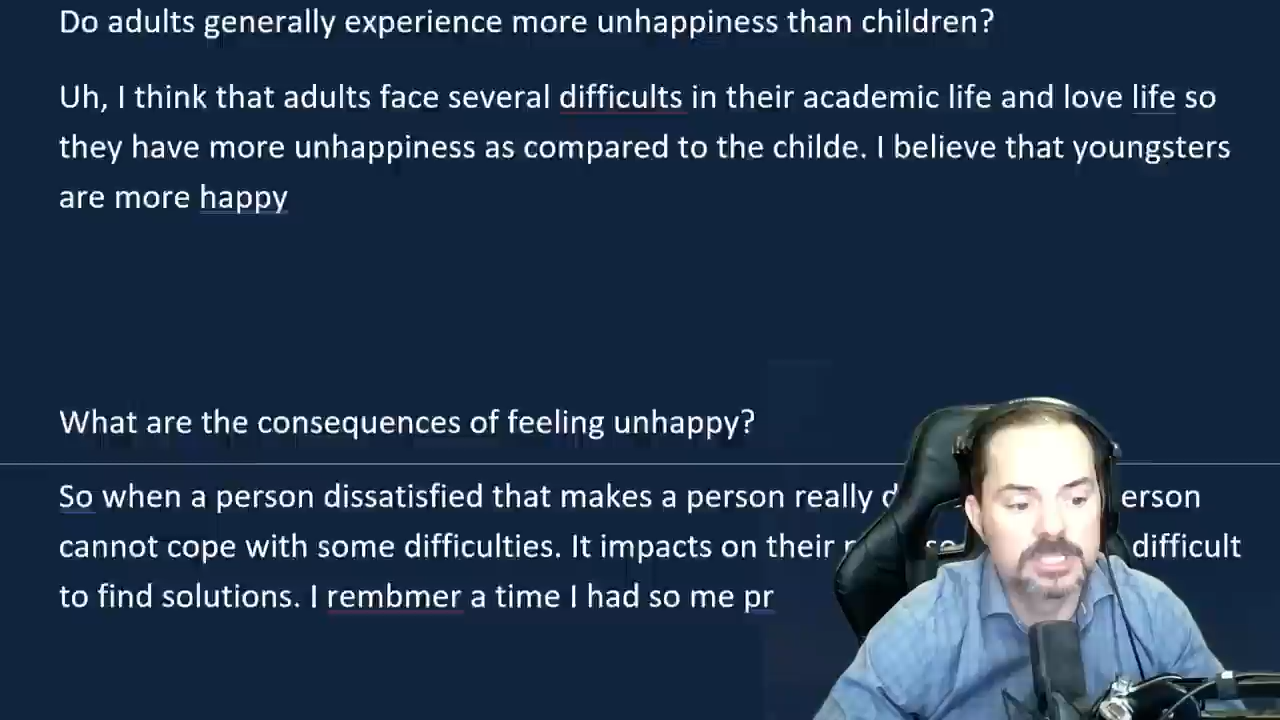 Do adults generally experience more unhappiness than children?
Uh, I think that adults face several difficults in their academic life and love life so
they have more unhappiness as compared to the childe. I believe that youngsters
are more happy
What are the consequences of feeling unhappy?
So when a person dissatisfied that makes a person really
cannot cope with some difficulties. It impacts on their difficult
to find solutions. I rembmer a time I had so me pr